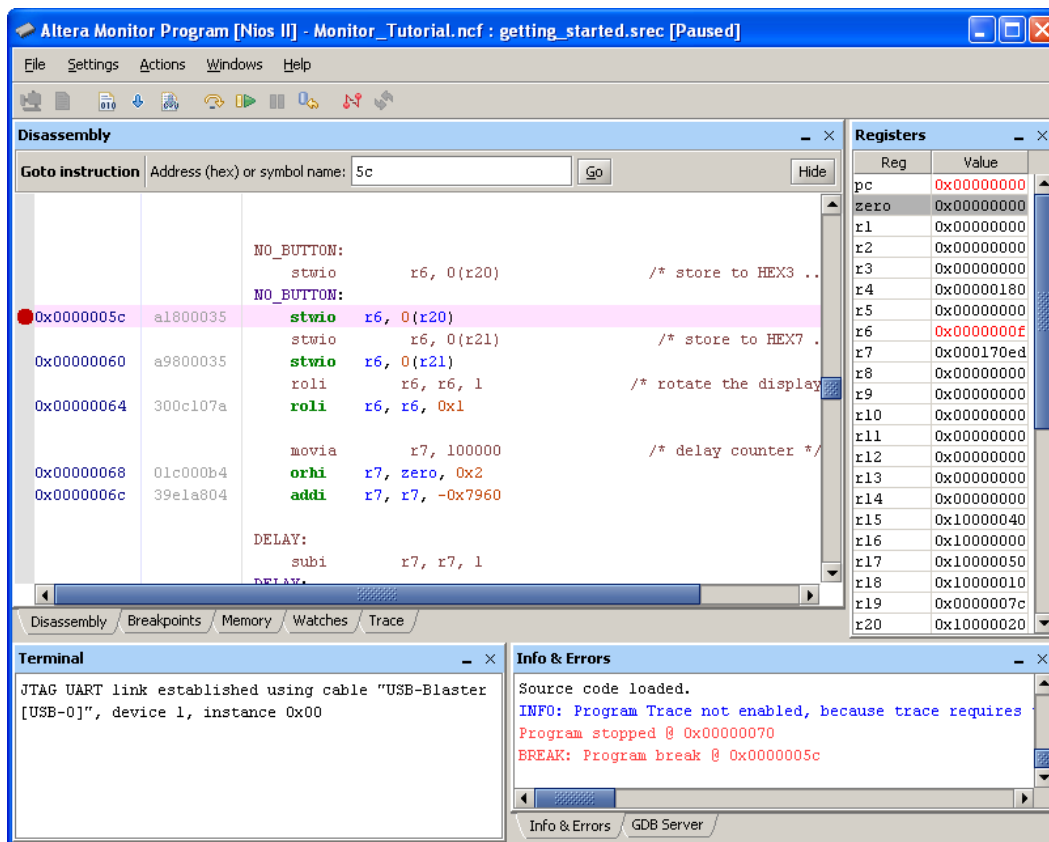 Altera Monitor Program [Nios II] - Monitor_Tutorial.ncf : getting_started.srec [Paused]
File Settings Actions Windows Help
Disassembly
Goto instruction Address (hex) or symbol name: 5c Go Hide
NO_BUTTON:
stwio r6, 0(r20) /* store to HEX3 ..
NO_BUTTON:
0x0000005c a1800035 stwio r6, 0(r20)
stwio r6, 0(r21) /* store to HEX7 .
0x00000060 a9800035 stwio r6, 0(r21)
roli r6, r6, 1 /* rotate the display
0x00000064 300c107a roli r6, r6, 0x1
movia r7, 100000 /* delay counter */
0x00000068 01c000b4 orhi r7, zero, 0x2
0x0000006c 39e1a804 addi r7, r7, -0x7960
DELAY:
subi r7, r7, 1
DELAY:
Disassembly Breakpoints Memory Watches Trace
Registers
Reg Value
pc 0x00000000
zero 0x00000000
r1 0x00000000
r2 0x00000000
r3 0x00000000
r4 0x00000180
r5 0x00000000
r6 0x0000000f
r7 0x000170ed
r8 0x00000000
r9 0x00000000
r10 0x00000000
r11 0x00000000
r12 0x00000000
r13 0x00000000
r14 0x00000000
r15 0x10000040
r16 0x10000000
r17 0x10000050
r18 0x10000010
r19 0x0000007c
r20 0x10000020
Terminal
JTAG UART link established using cable "USB-Blaster
[USB-0]", device 1, instance 0x00
Info & Errors
Source code loaded.
INFO: Program Trace not enabled, because trace requires
Program stopped @ 0x00000070
BREAK: Program break @ 0x0000005c
Info & Errors GDB Server